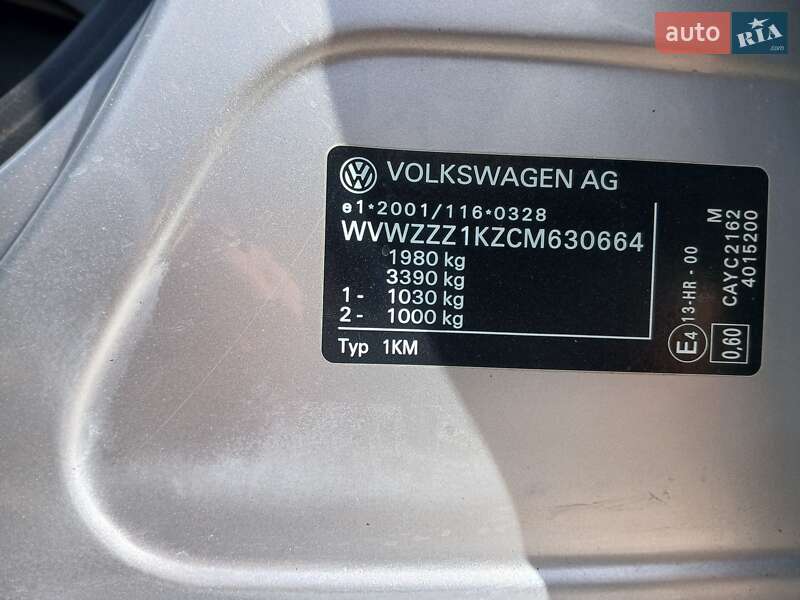 auto RIA
.com
VOLKSWAGEN AG
e1*2001/116*0328
WVWZZZ1KZCM630664
1980 kg
3390 kg
1- 1030 kg
2- 1000 kg
Typ 1KM
E4
13-HR - 00
0,60
M
CAYC2162
4015200